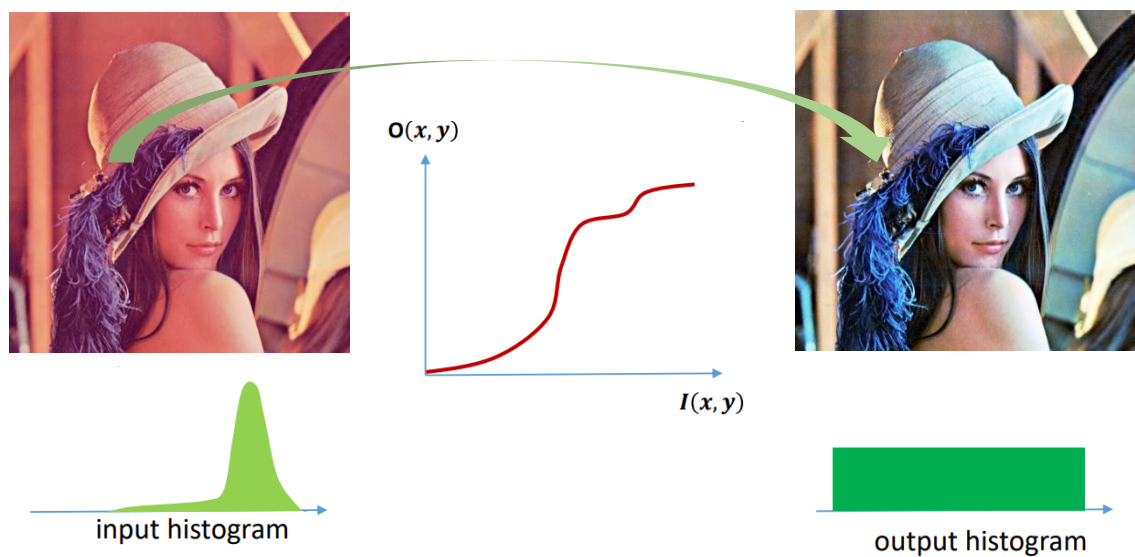 O(x, y)
I(x, y)
input histogram
output histogram